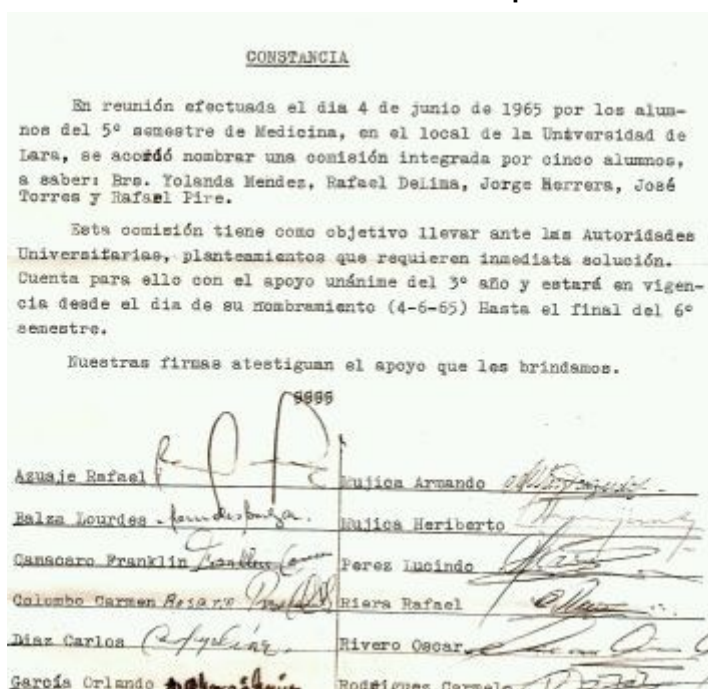 CONSTANCIA
En reunión efectuada el dia 4 de junio de 1965 por los alum-
nos del 5º semestre de Medicina, en el local de la Universidad de
Lara, se acordó nombrar una comisión integrada por cinco alumnos,
a saber: Brs. Yolanda Mendez, Rafael DeLima, Jorge Herrera, José
Torres y Rafael Pire.
Esta comisión tiene como objetivo llevar ante las Autoridades
Universitarias, planteamientos que requieren inmediata solución.
Cuenta para ello con el apoyo unánime del 3º año y estará en vigen-
cia desde el dia de su nombramiento (4-6-65) Hasta el final del 6º
semestre.
Nuestras firmas atestiguan el apoyo que les brindamos.
§§§§
Azuaje Rafael Mujica Armando
Balza Lourdes Mujica Heriberto
Canacaro Franklin Perez Lucindo
Colombo Carmen Rosa Riera Rafael
Diaz Carlos Rivero Oscar
García Orlando Rodriguez Carmelo